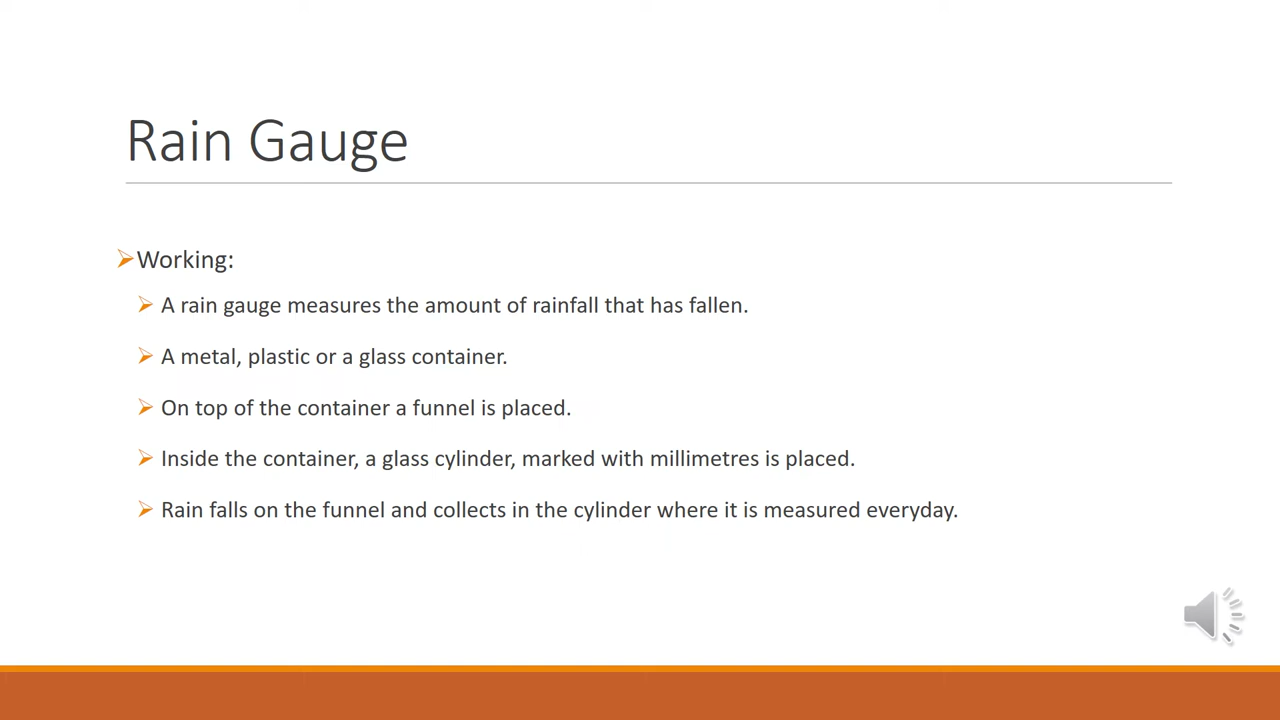 Rain Gauge
Working:
A rain gauge measures the amount of rainfall that has fallen.
A metal, plastic or a glass container.
On top of the container a funnel is placed.
Inside the container, a glass cylinder, marked with millimetres is placed.
Rain falls on the funnel and collects in the cylinder where it is measured everyday.